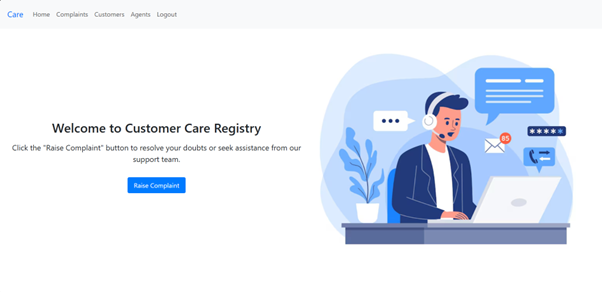 Care Home Complaints Customers Agents Logout
Welcome to Customer Care Registry
Click the "Raise Complaint" button to resolve your doubts or seek assistance from our
support team.
Raise Complaint
85
****